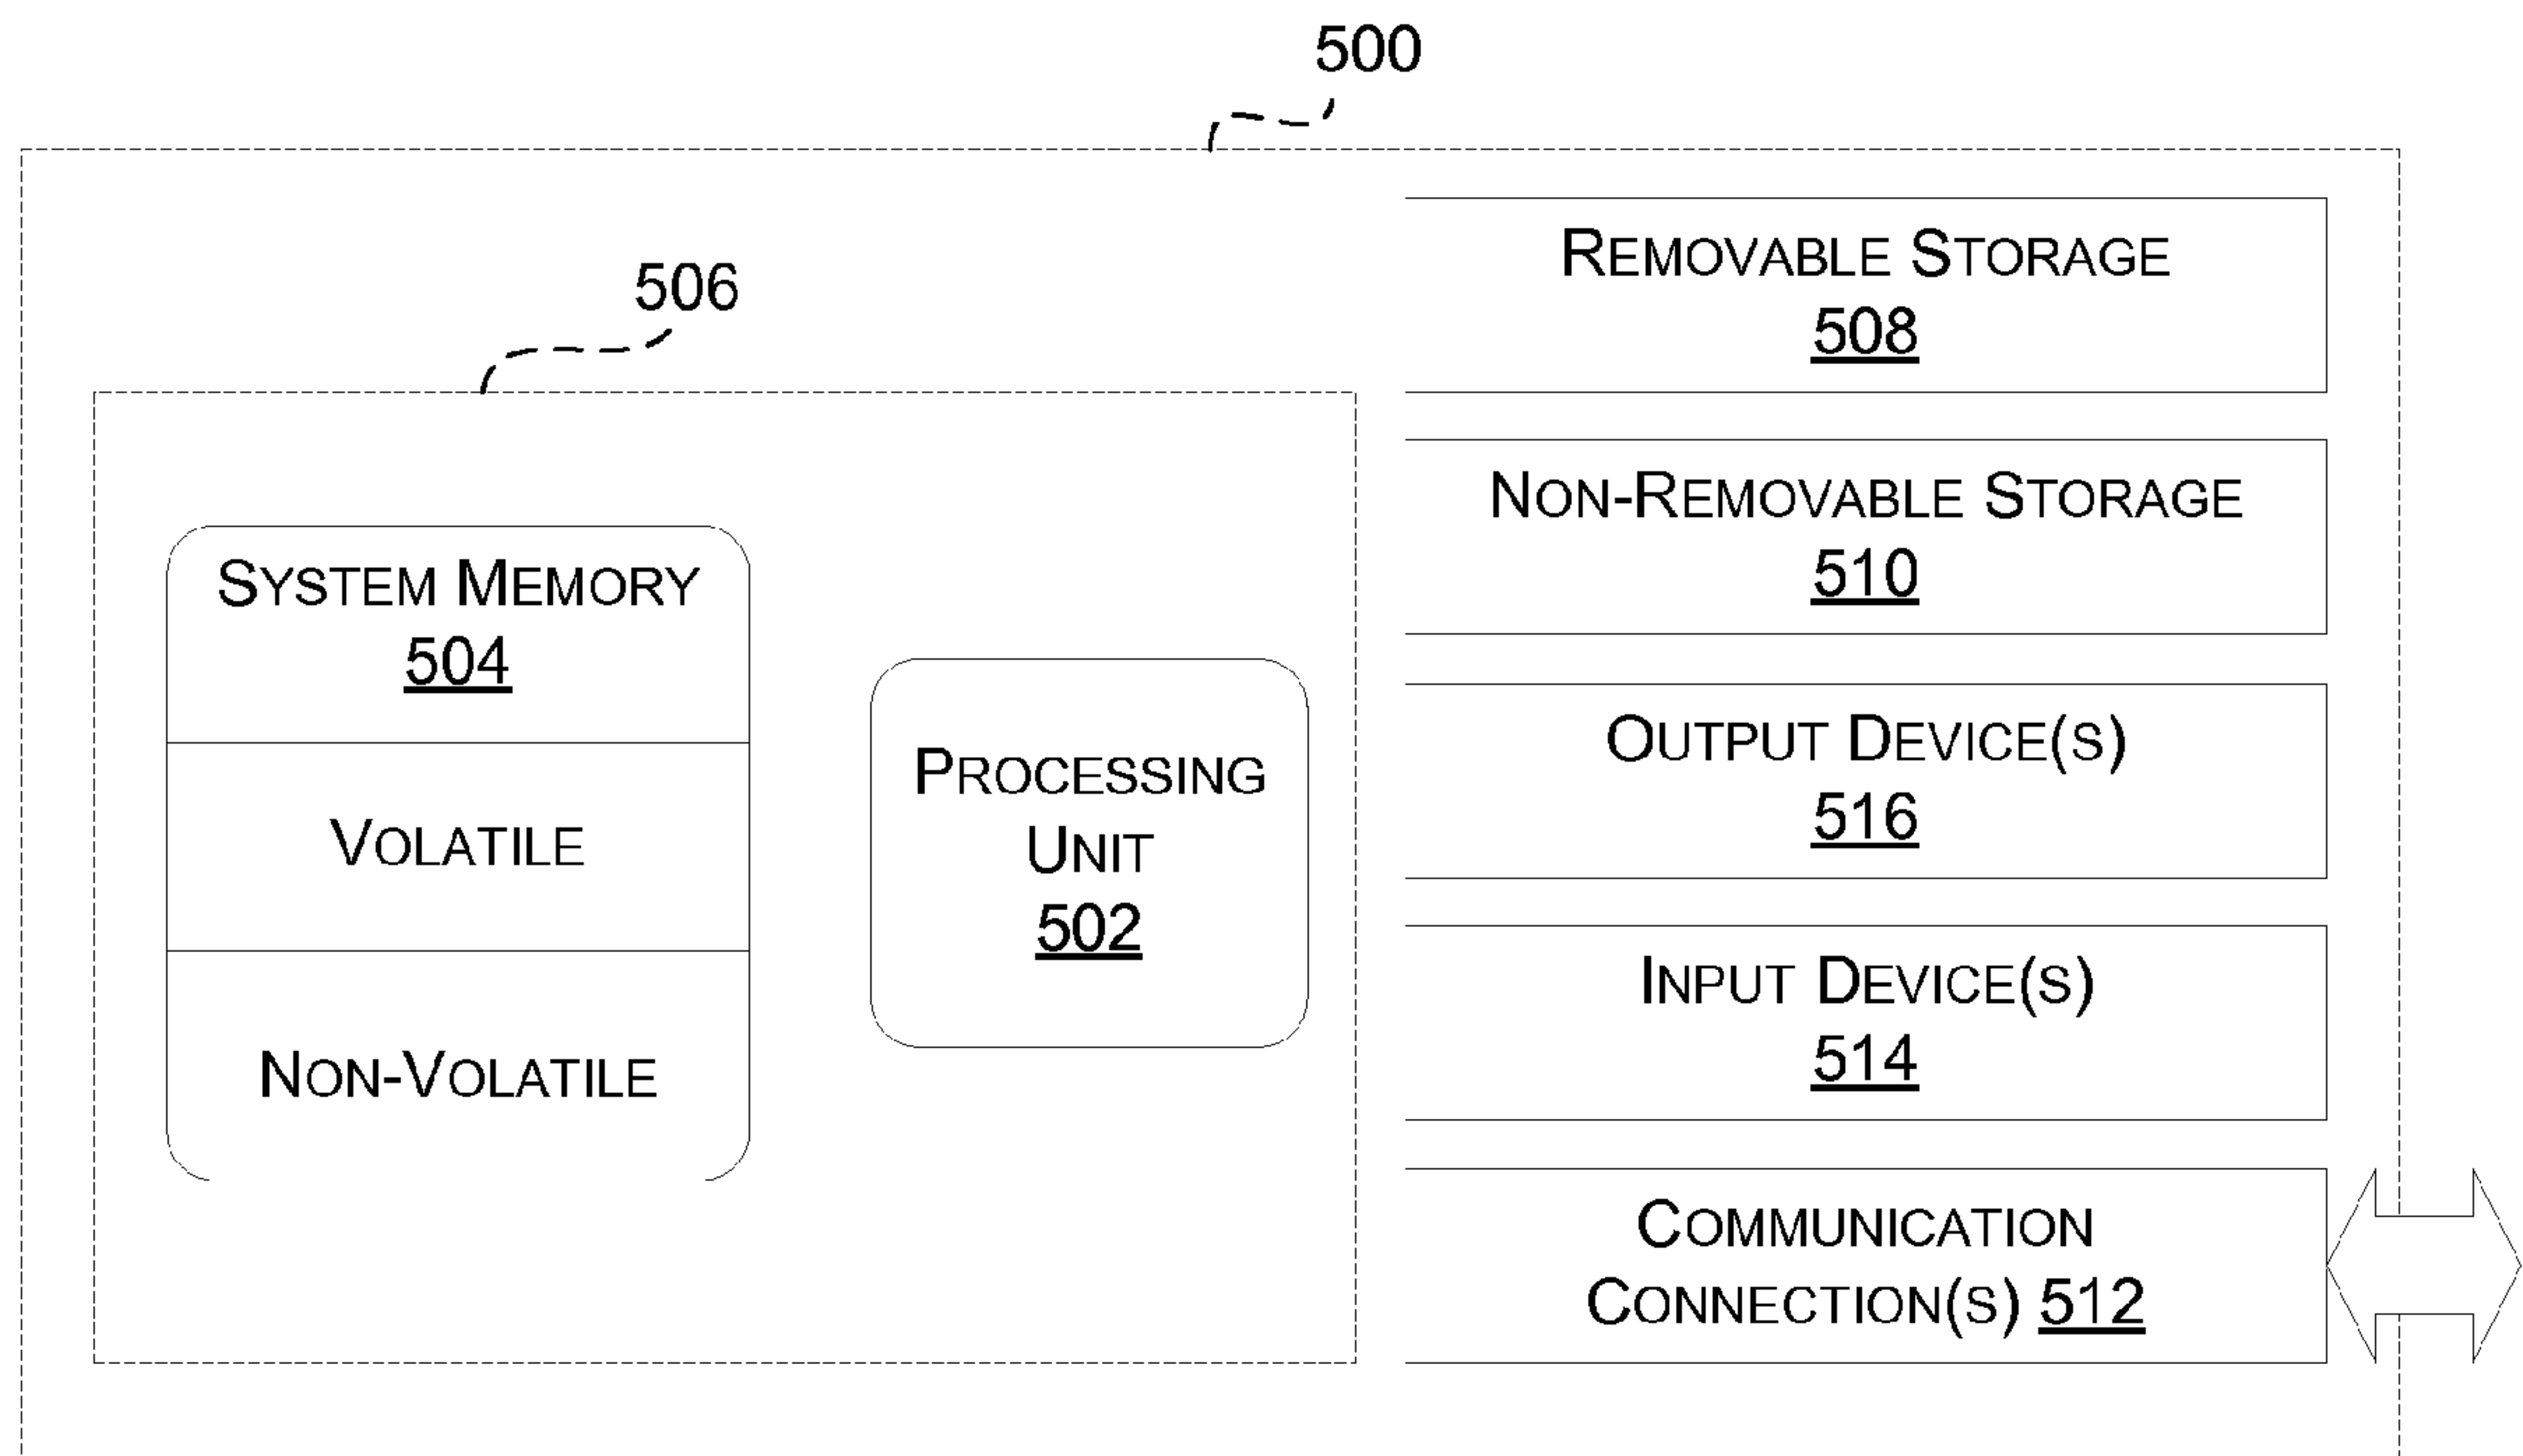 500
506
SYSTEM MEMORY
504
VOLATILE
NON-VOLATILE
PROCESSING
UNIT
502
REMOVABLE STORAGE
508
NON-REMOVABLE STORAGE
510
OUTPUT DEVICE(S)
516
INPUT DEVICE(S)
514
COMMUNICATION
CONNECTION(S) 512